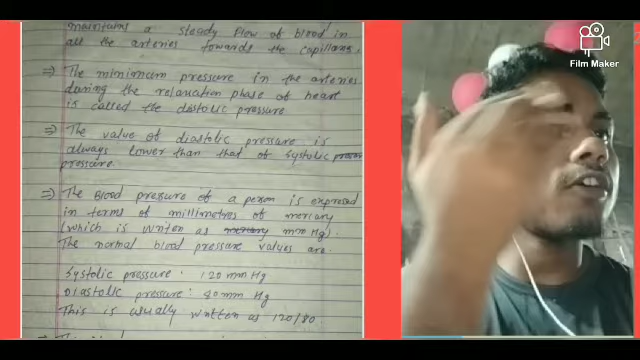 maintains a steady flow of blood in
all the arteries towards the capillaries.
⇒ The minimum pressure in the arteries
during the relaxation phase of heart
is called the diastolic pressure
⇒ The value of diastolic pressure is
always lower than that of systolic
pressure.
⇒ The Blood pressure of a person is expressed
in terms of millimetres of mercury
(which is written as mm Hg).
The normal blood pressure values are
Systolic pressure : 120 mm Hg
Diastolic pressure : 80 mm Hg
This is usually written as 120/80
Film Maker